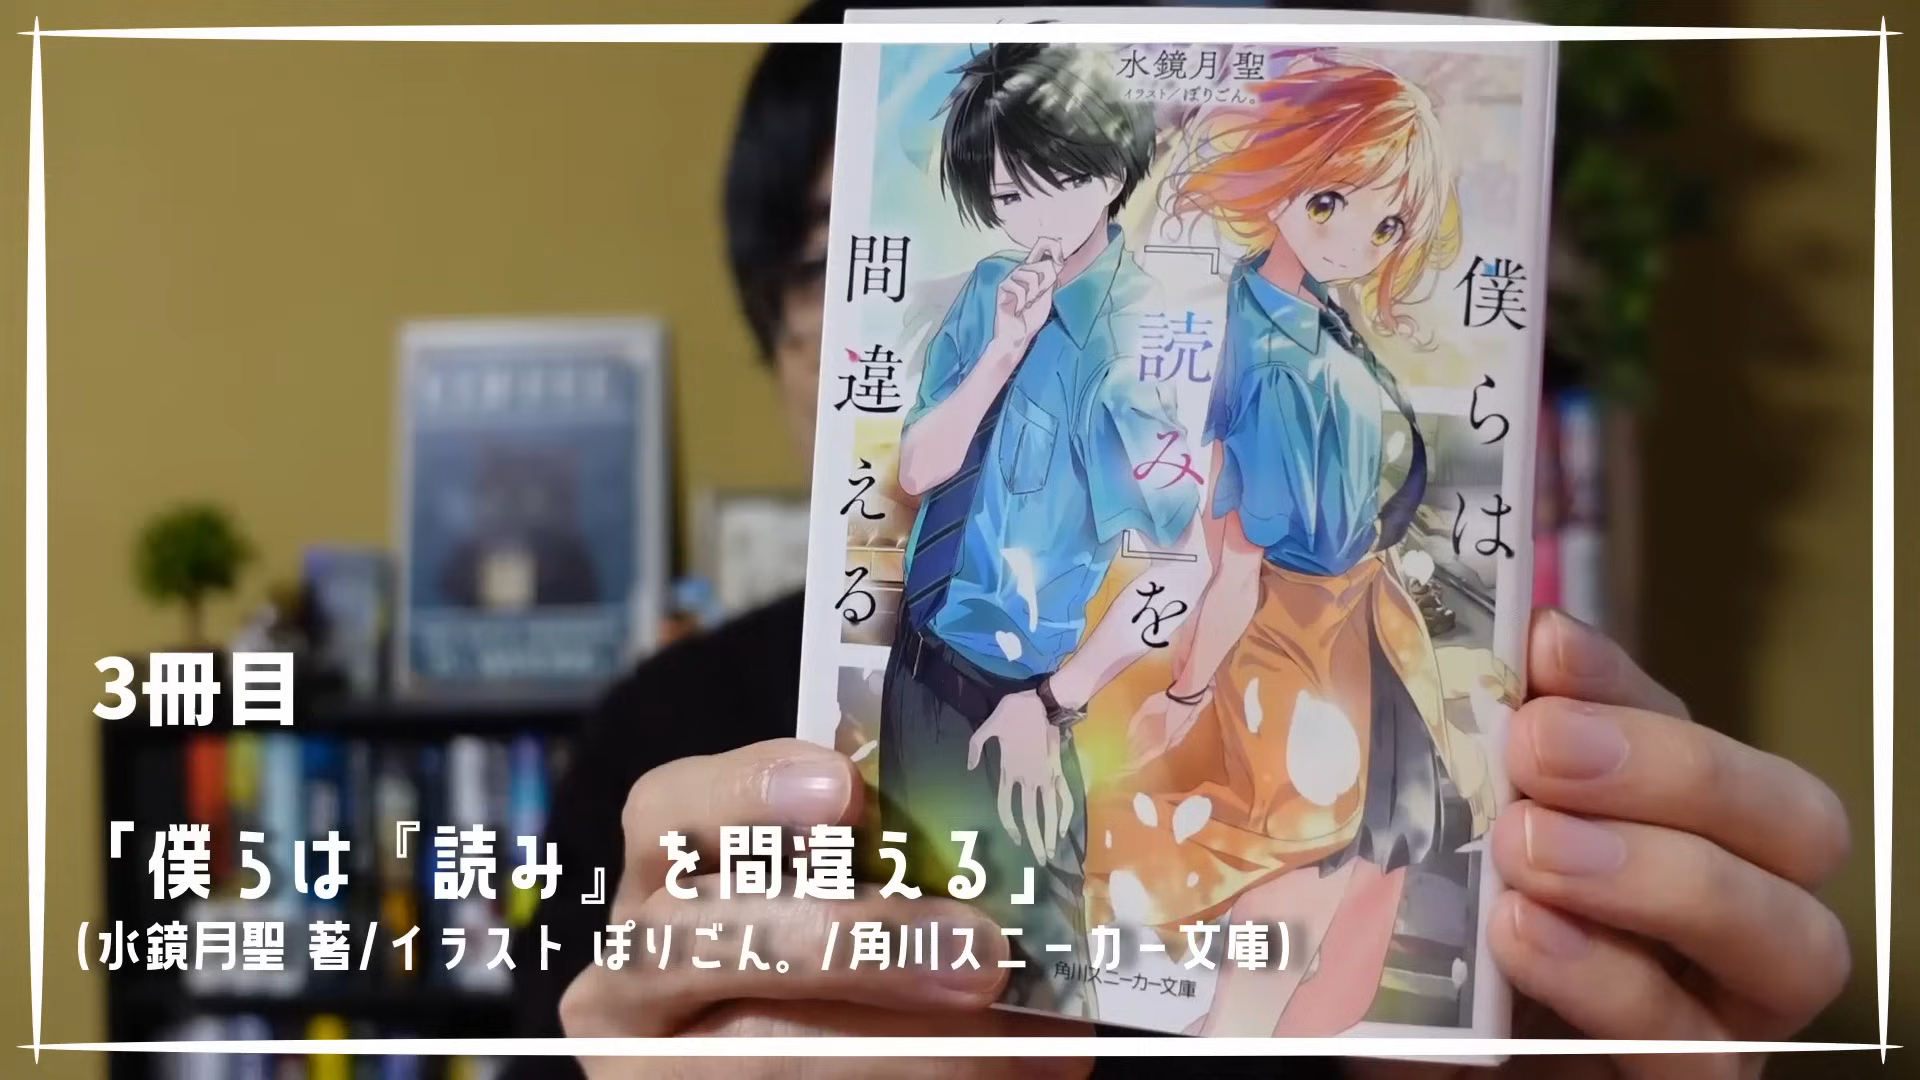 水鏡月 聖
イラスト/ぽりごん。
僕らは
『読み』を
間違える
角川スニーカー文庫
3冊目
「僕らは『読み』を間違える」
(水鏡月聖 著/イラスト ぽりごん。/角川スニーカー文庫)